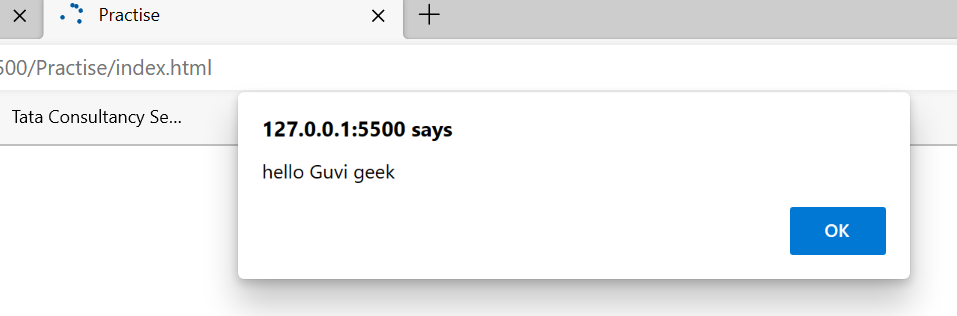 Practise
500/Practise/index.html
Tata Consultancy Se...
127.0.0.1:5500 says
hello Guvi geek
OK